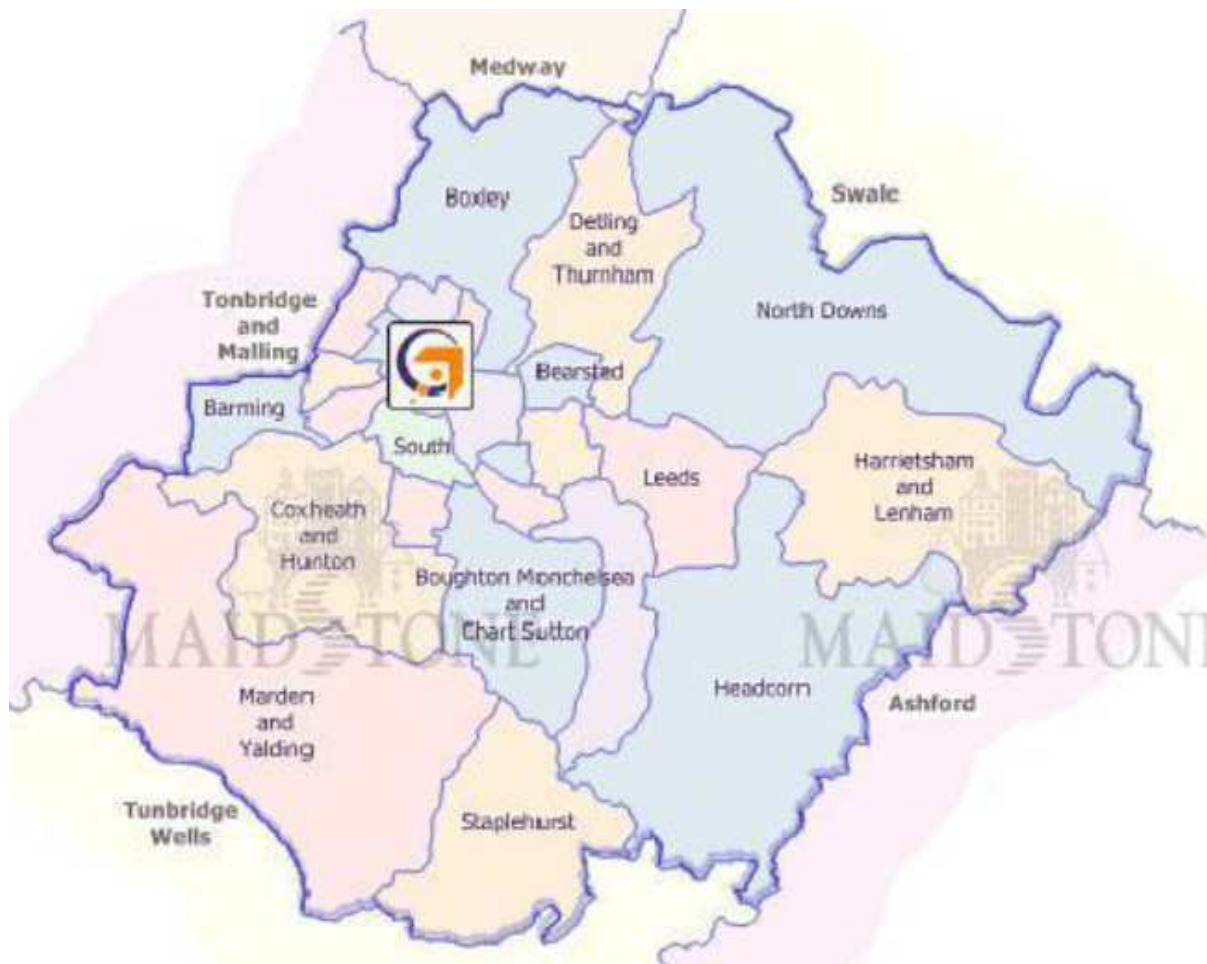 Medway
Boxley
Swale
Detling
and
Thurnham
Tonbridge
and
Malling
North Downs
Bearsted
Barming
South
Leeds
Harrietsham
and
Lenham
Coxheath
and
Hunton
Boughton Monchelsea
and
Chart Sutton
MAIDSTONE
MAIDSTONE
Headcorn
Ashford
Marden
and
Yalding
Tunbridge
Wells
Staplehurst